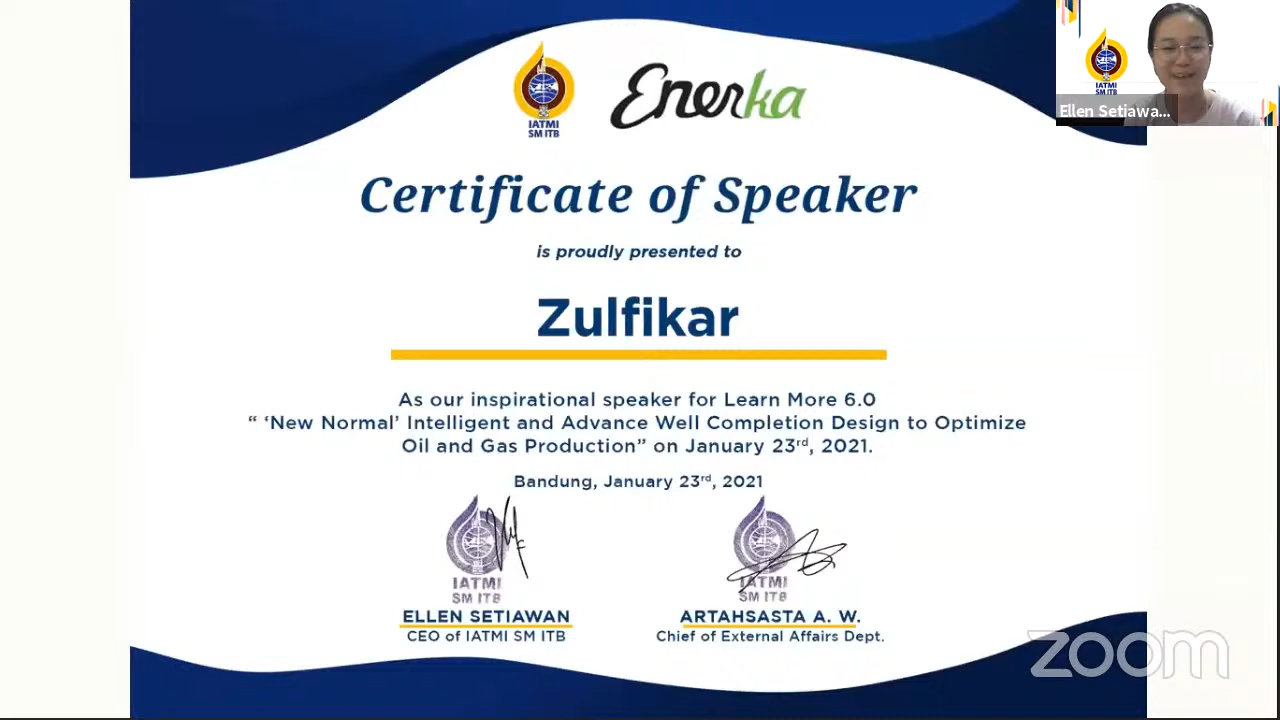 IATMI
SM ITB
Enerka
IATMI
SM ITB
Ellen Setiawa...
Certificate of Speaker
is proudly presented to
Zulfikar
As our inspirational speaker for Learn More 6.0
“ ‘New Normal’ Intelligent and Advance Well Completion Design to Optimize
Oil and Gas Production” on January 23rd, 2021.
Bandung, January 23rd, 2021
IATMI
SM ITB
IATMI
SM ITB
ELLEN SETIAWAN
CEO of IATMI SM ITB
ARTAHSASTA A. W.
Chief of External Affairs Dept.
zoom